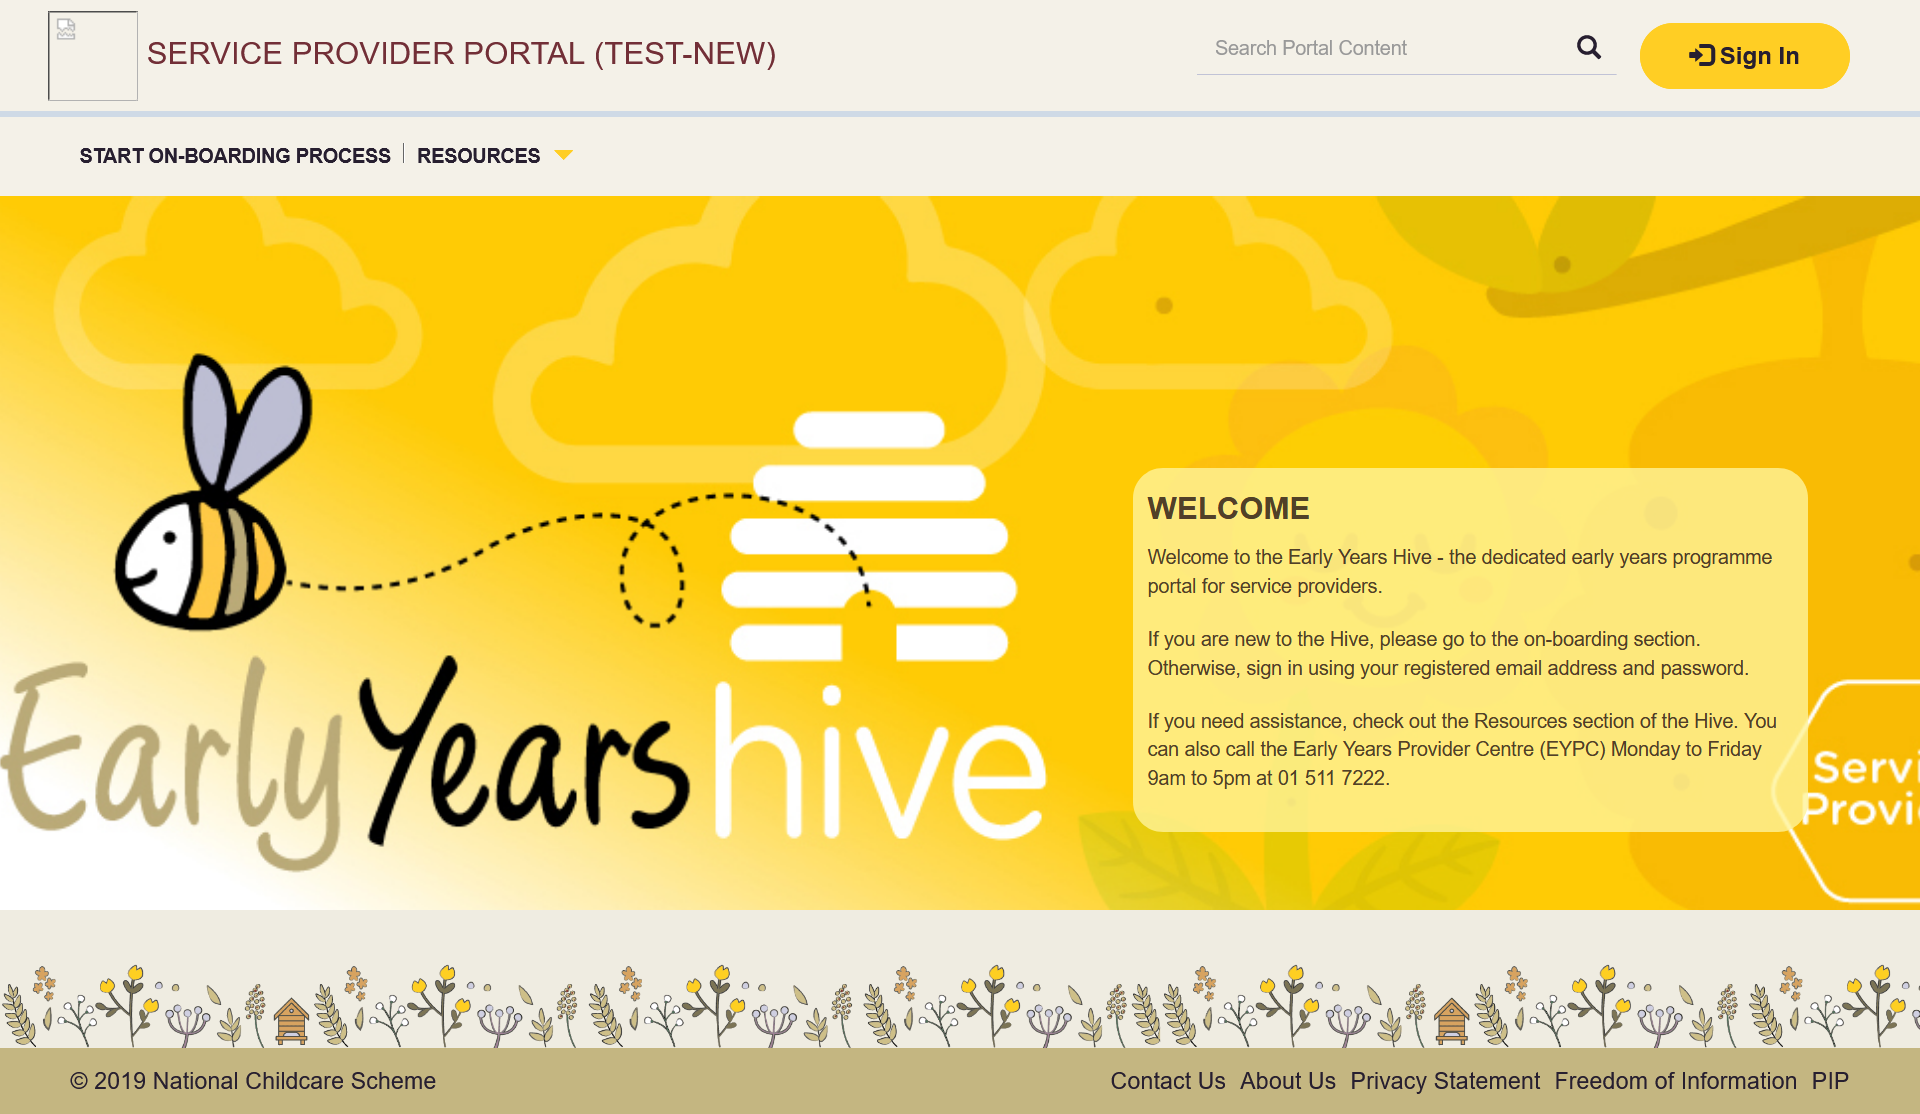 SERVICE PROVIDER PORTAL (TEST-NEW)
Search Portal Content
Sign In
START ON-BOARDING PROCESS
RESOURCES
Early Years hive
WELCOME
Welcome to the Early Years Hive - the dedicated early years programme
portal for service providers.
If you are new to the Hive, please go to the on-boarding section.
Otherwise, sign in using your registered email address and password.
If you need assistance, check out the Resources section of the Hive. You
can also call the Early Years Provider Centre (EYPC) Monday to Friday
9am to 5pm at 01 511 7222.
© 2019 National Childcare Scheme
Contact Us About Us Privacy Statement Freedom of Information PIP